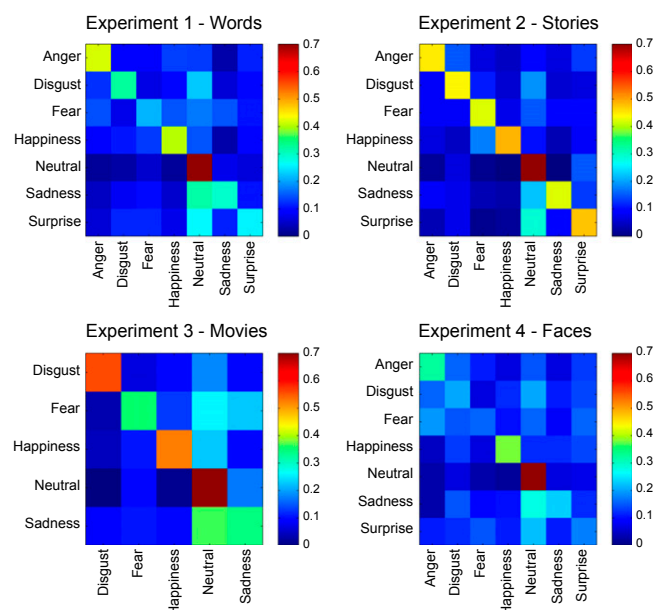 Experiment 1 - Words
Anger
Disgust
Fear
Happiness
Neutral
Sadness
Surprise
Anger
Disgust
Fear
Happiness
Neutral
Sadness
Surprise
0.7
0.6
0.5
0.4
0.3
0.2
0.1
0
Experiment 2 - Stories
Anger
Disgust
Fear
Happiness
Neutral
Sadness
Surprise
Anger
Disgust
Fear
Happiness
Neutral
Sadness
Surprise
0.7
0.6
0.5
0.4
0.3
0.2
0.1
0
Experiment 3 - Movies
Disgust
Fear
Happiness
Neutral
Sadness
Disgust
Fear
Happiness
Neutral
Sadness
0.7
0.6
0.5
0.4
0.3
0.2
0.1
0
Experiment 4 - Faces
Anger
Disgust
Fear
Happiness
Neutral
Sadness
Surprise
Anger
Disgust
Fear
Happiness
Neutral
Sadness
Surprise
0.7
0.6
0.5
0.4
0.3
0.2
0.1
0